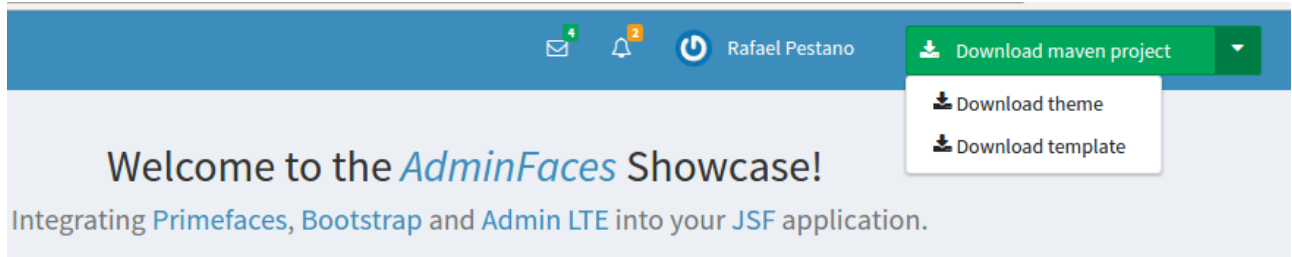 4
2
Rafael Pestano
Download maven project
Download theme
Download template
Welcome to the AdminFaces Showcase!
Integrating Primefaces, Bootstrap and Admin LTE into your JSF application.